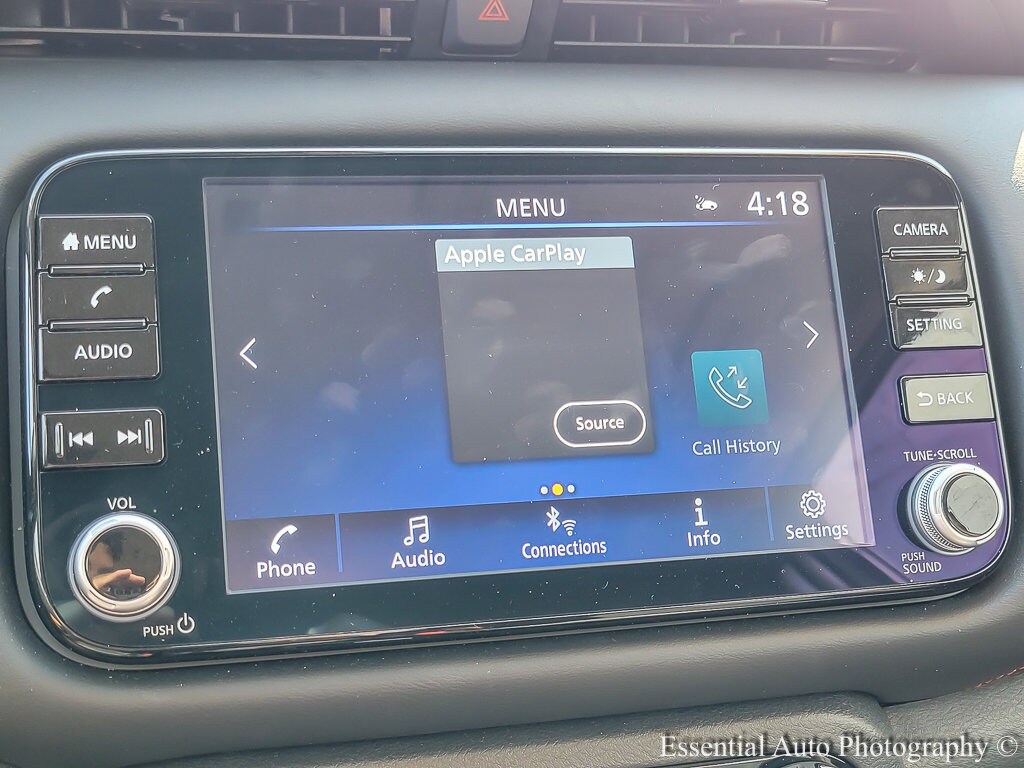 MENU
4:18
Apple CarPlay
Source
Call History
Phone
Audio
Connections
Info
Settings
MENU
AUDIO
VOL
PUSH
CAMERA
SETTING
BACK
TUNE•SCROLL
PUSH
SOUND
Essential Auto Photography ©